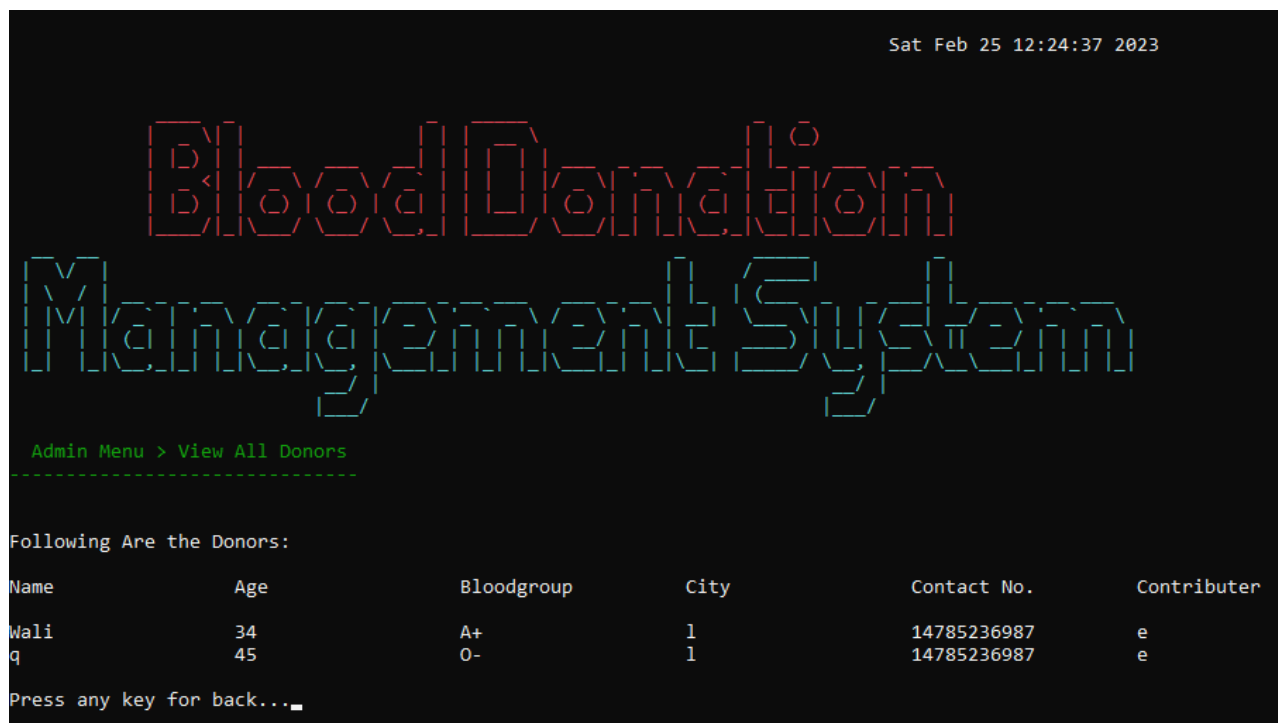 Sat Feb 25 12:24:37 2023
Blood Donation
Management System
Admin Menu > View All Donors
-------------------------------
Following Are the Donors:
Name Age Bloodgroup City Contact No. Contributer
Wali 34 A+ l 14785236987 e
q 45 O- l 14785236987 e
Press any key for back...